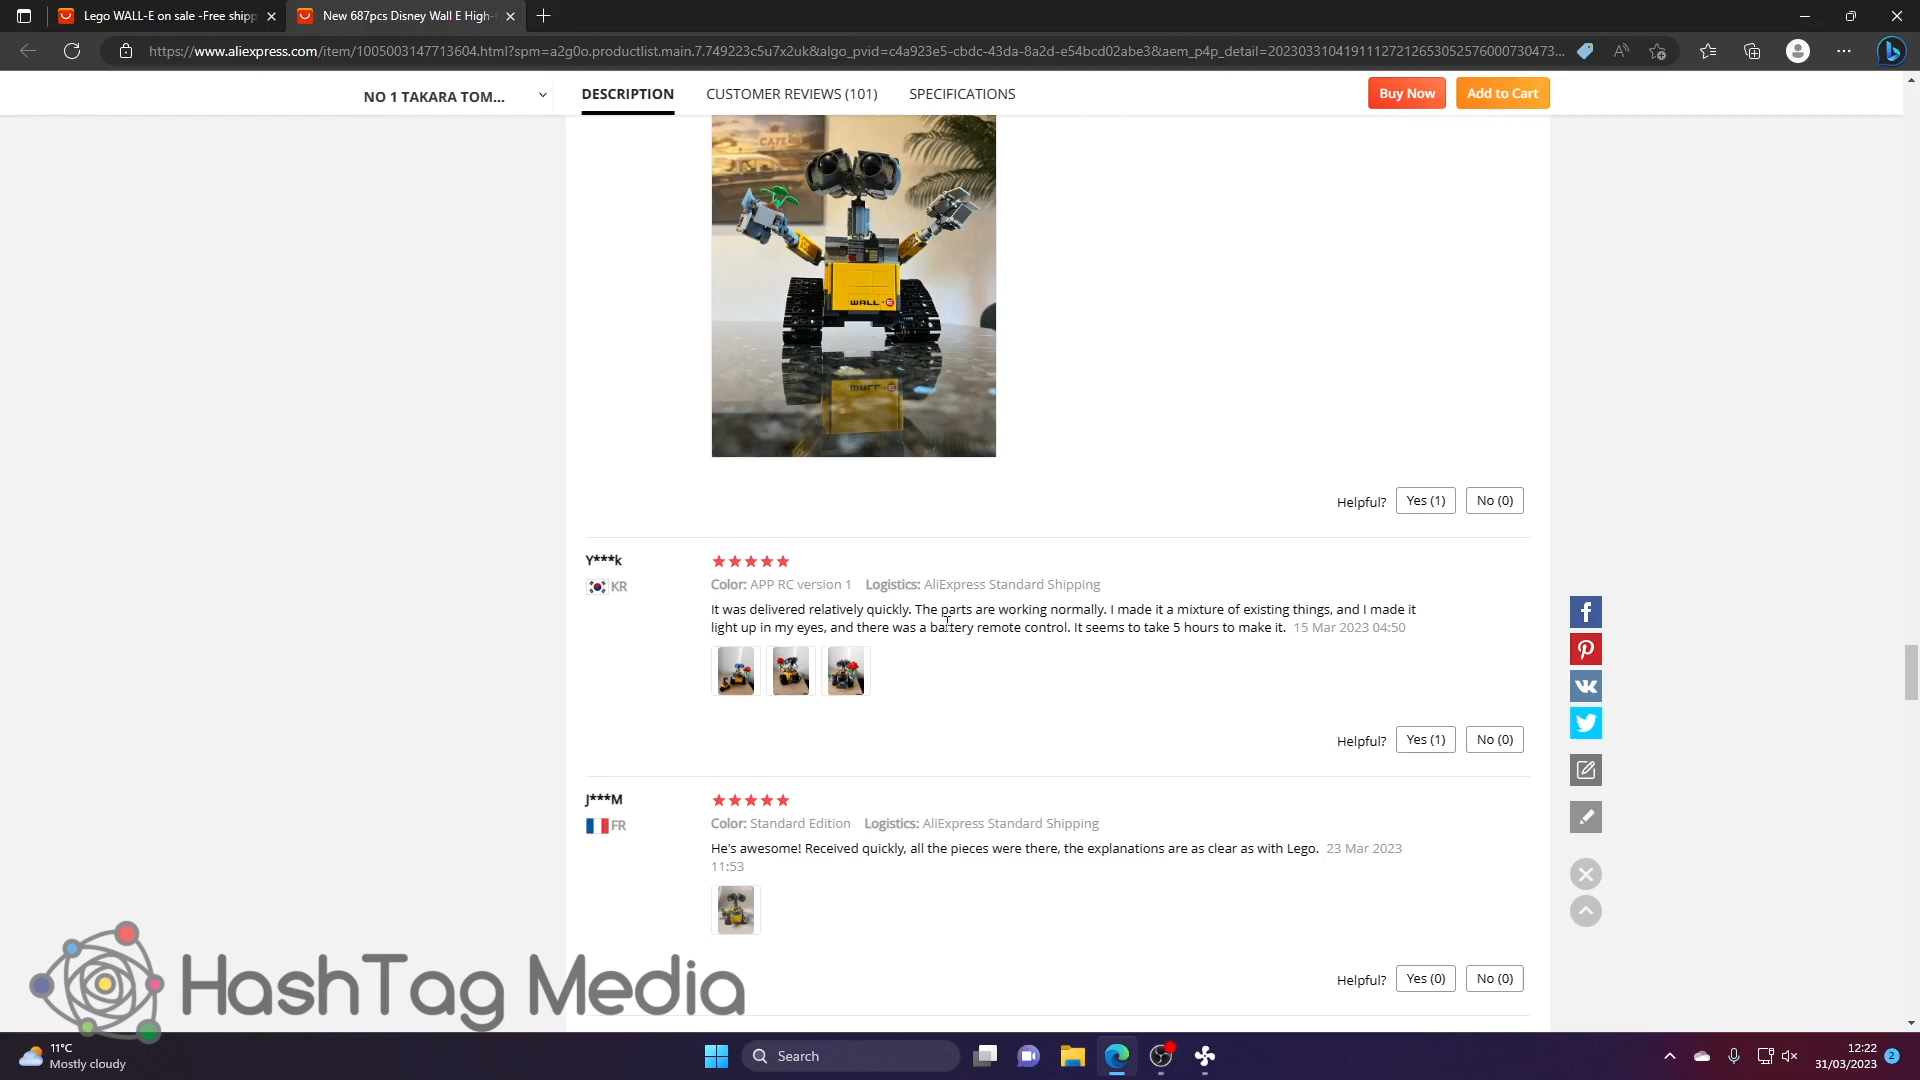 Lego WALL-E on sale -Free shipp
New 687pcs Disney Wall E High-
https://www.aliexpress.com/item/1005003147713604.html?spm=a2g0o.productlist.main.7.749223c5u7x2uk&algo_pvid=c4a923e5-cbdc-43da-8a2d-e54bcd02abe3&aem_p4p_detail=202303310419111272126530525760007304 73...
NO 1 TAKARA TOM...
DESCRIPTION
CUSTOMER REVIEWS (101)
SPECIFICATIONS
Buy Now
Add to Cart
CAFE
WALL•E
Helpful? Yes (1) No (0)
Y***k
KR
Color: APP RC version 1 Logistics: AliExpress Standard Shipping
It was delivered relatively quickly. The parts are working normally. I made it a mixture of existing things, and I made it
light up in my eyes, and there was a battery remote control. It seems to take 5 hours to make it. 15 Mar 2023 04:50
Helpful? Yes (1) No (0)
J***M
FR
Color: Standard Edition Logistics: AliExpress Standard Shipping
He's awesome! Received quickly, all the pieces were there, the explanations are as clear as with Lego. 23 Mar 2023
11:53
Helpful? Yes (0) No (0)
HashTag Media
11°C
Mostly cloudy
Search
12:22
31/03/2023
2